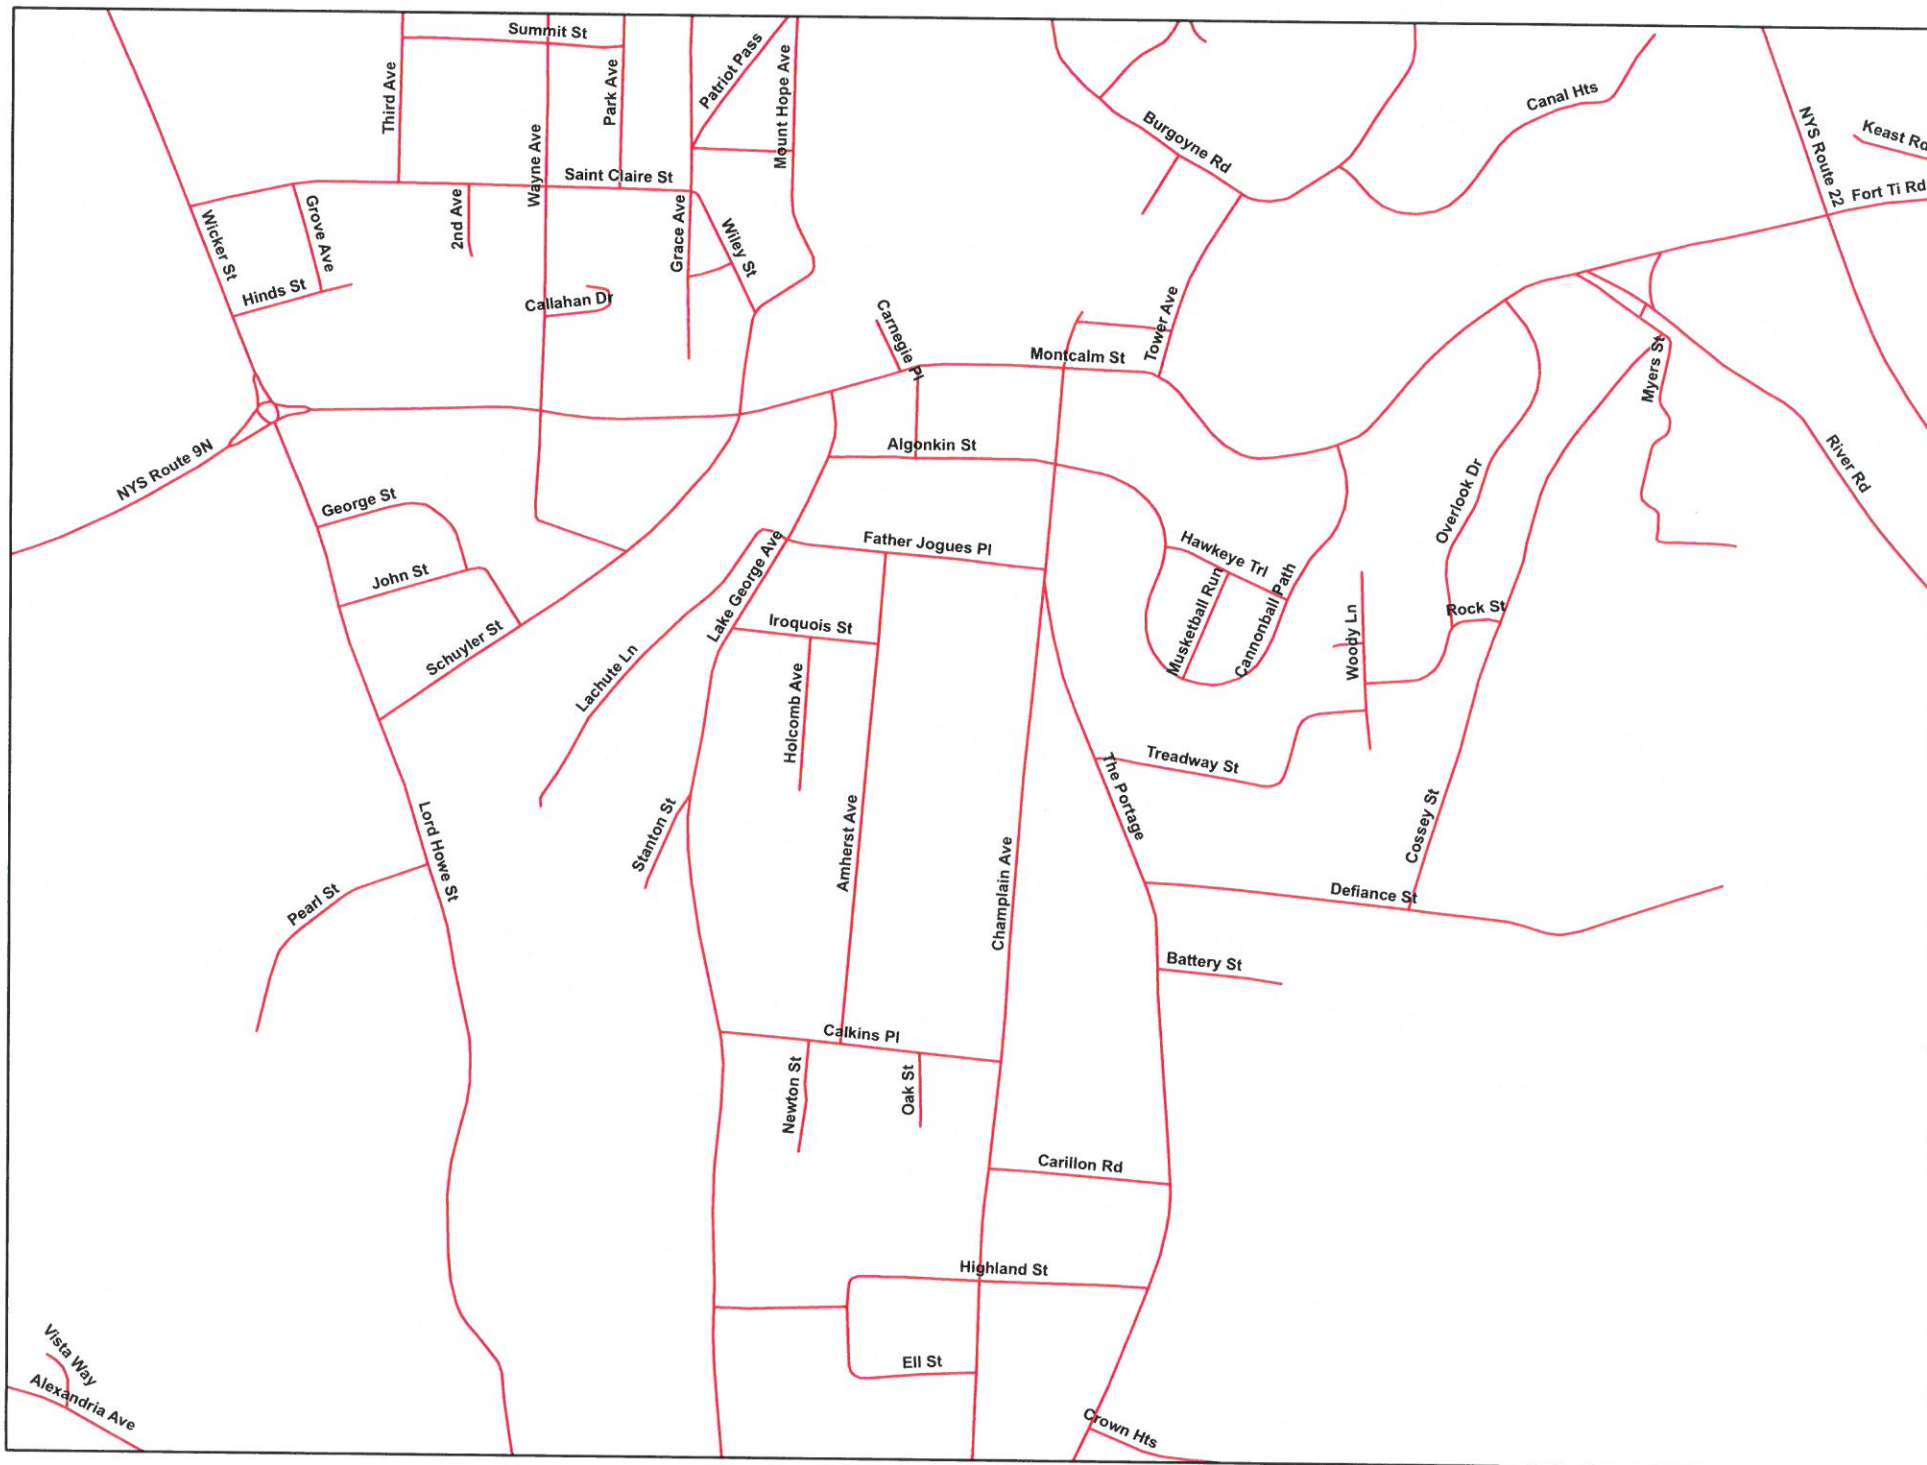 Summit St
Third Ave
Park Ave
Patriot Pass
Mount Hope Ave
Wayne Ave
Saint Claire St
Burgoyne Rd
Canal Hts
NYS Route 22
Keast Rd
Fort Ti Rd
Wicker St
Grove Ave
2nd Ave
Grace Ave
Wiley St
Hinds St
Callahan Dr
Carnegie Pl
Montcalm St
Tower Ave
Myers St
NYS Route 9N
Algonkin St
Overlook Dr
River Rd
George St
Father Jogues Pl
Hawkeye Trl
John St
Lake George Ave
Musketball Run
Cannonball Path
Rock St
Woody Ln
Iroquois St
Schuyler St
Lachute Ln
Holcomb Ave
Treadway St
The Portage
Lord Howe St
Stanton St
Amherst Ave
Champlain Ave
Cossey St
Pearl St
Defiance St
Battery St
Calkins Pl
Newton St
Oak St
Carillon Rd
Highland St
Ell St
Vista Way
Alexandria Ave
Crown Hts